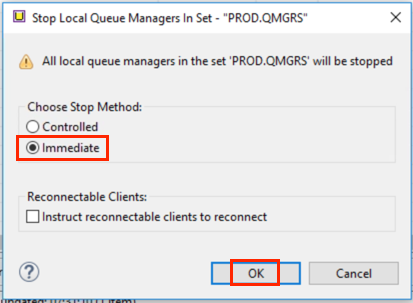 Stop Local Queue Managers In Set - "PROD.QMGRS"
All local queue managers in the set 'PROD.QMGRS' will be stopped
Choose Stop Method:
Controlled
Immediate
Reconnectable Clients:
Instruct reconnectable clients to reconnect
OK
Cancel